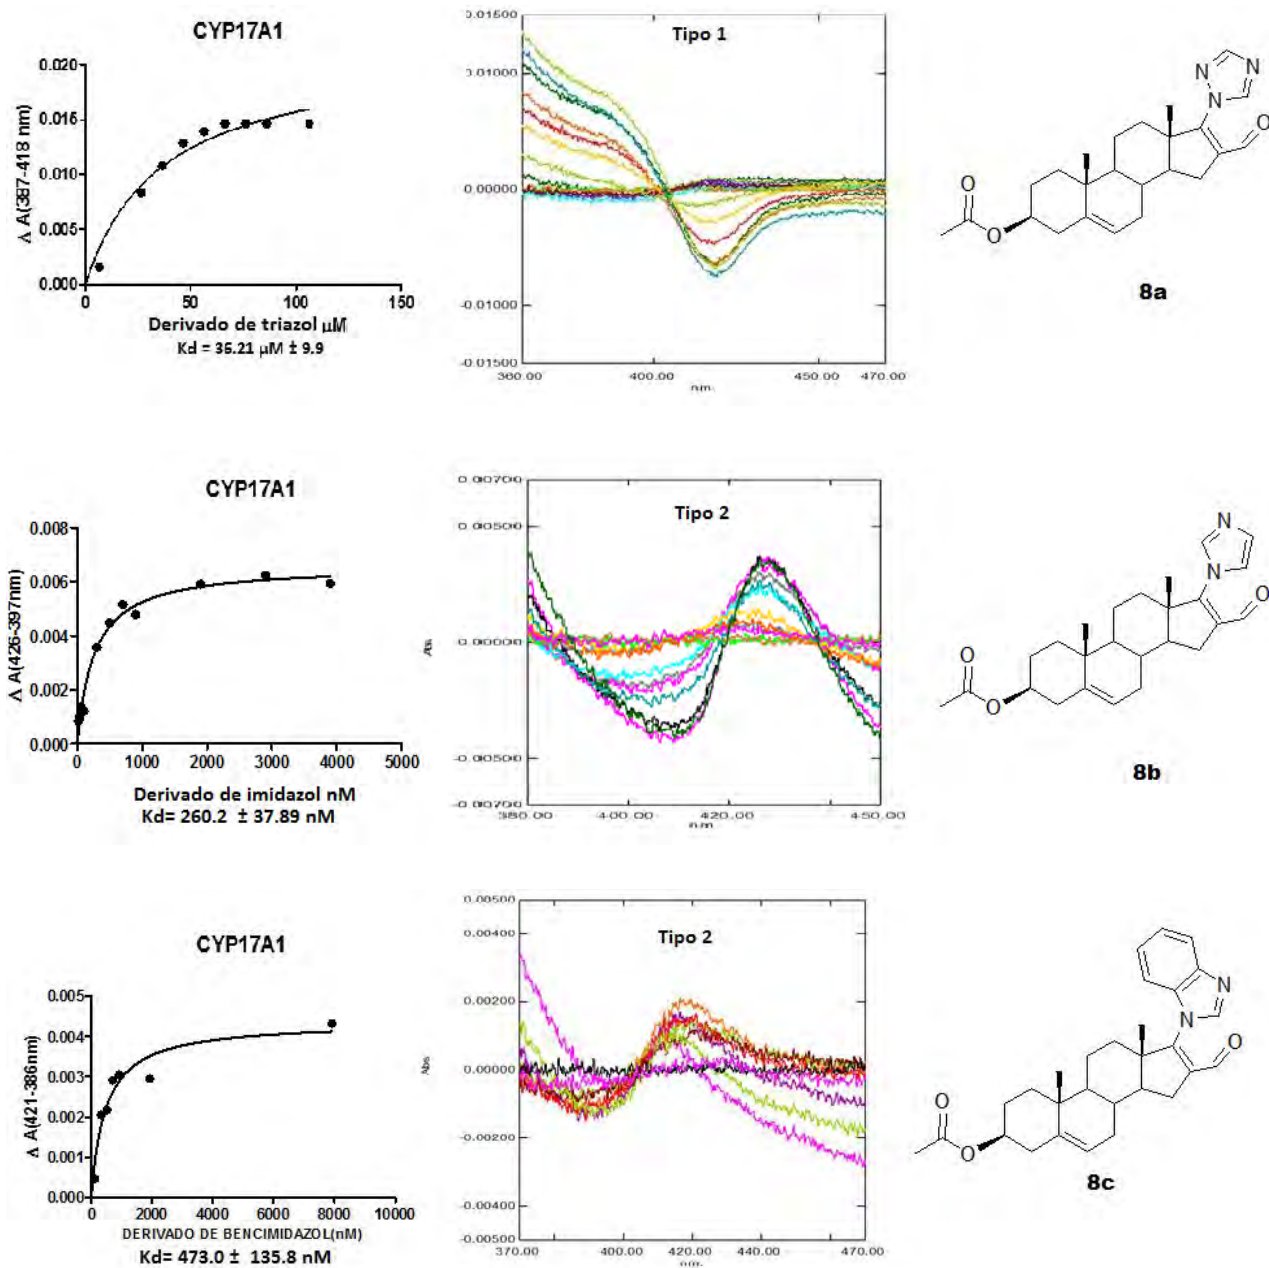 CYP17A1
0.020
0.016
0.010
0.005
0.000
0
50
100
150
Δ A(387-418 nm)
Derivado de triazol μM
Kd = 36.21 μM ± 9.9
Tipo 1
0.01500
0.01000
0.00000
-0.01000
-0.01500
360.00
400.00
450.00
470.00
nm.
N
N
N
O
O
O
8a
CYP17A1
0.008
0.006
0.004
0.002
0.000
0
1000
2000
3000
4000
5000
Δ A(426-397nm)
Derivado de imidazol nM
Kd= 260.2 ± 37.89 nM
Tipo 2
0.00700
0.00500
0.00000
-0.00500
-0.00700
Abs
380.00
400.00
420.00
450.00
nm.
N
N
O
O
O
8b
CYP17A1
0.005
0.004
0.003
0.002
0.001
0.000
0
2000
4000
6000
8000
10000
Δ A(421-386nm)
DERIVADO DE BENCIMIDAZOL(nM)
Kd= 473.0 ± 135.8 nM
Tipo 2
0.00500
0.00400
0.00200
0.00000
-0.00200
-0.00400
-0.00500
Abs
370.00
400.00
420.00
440.00
470.00
nm.
N
N
O
O
O
8c